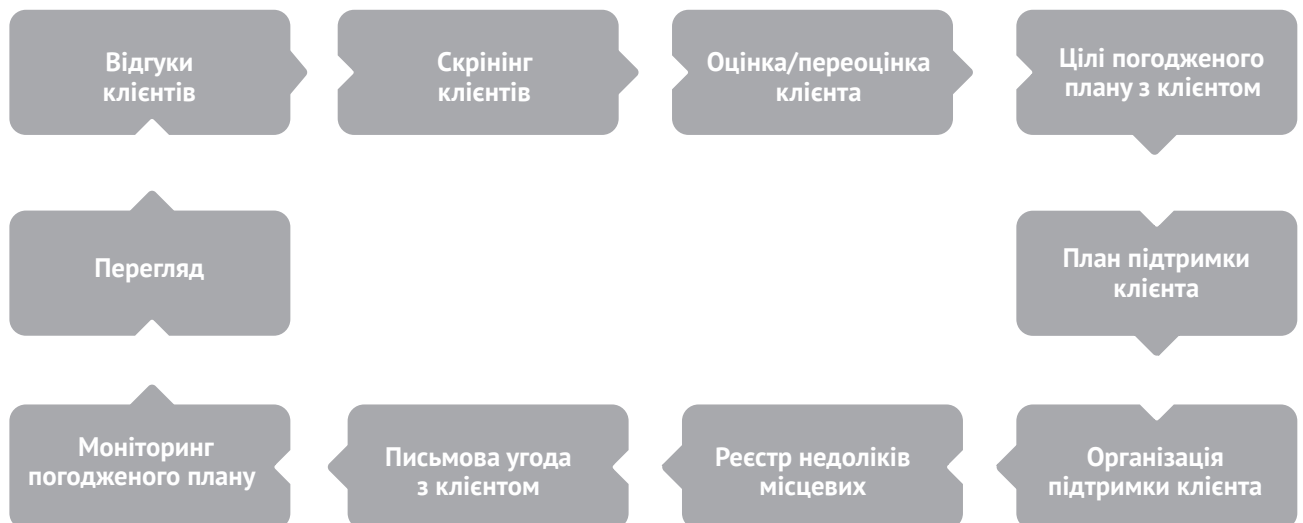 Відгуки
клієнтів
Скрінінг
клієнтів
Оцінка/переоцінка
клієнта
Цілі погодженого
плану з клієнтом
Перегляд
План підтримки
клієнта
Моніторинг
погодженого плану
Письмова угода
з клієнтом
Реєстр недоліків
місцевих
Організація
підтримки клієнта